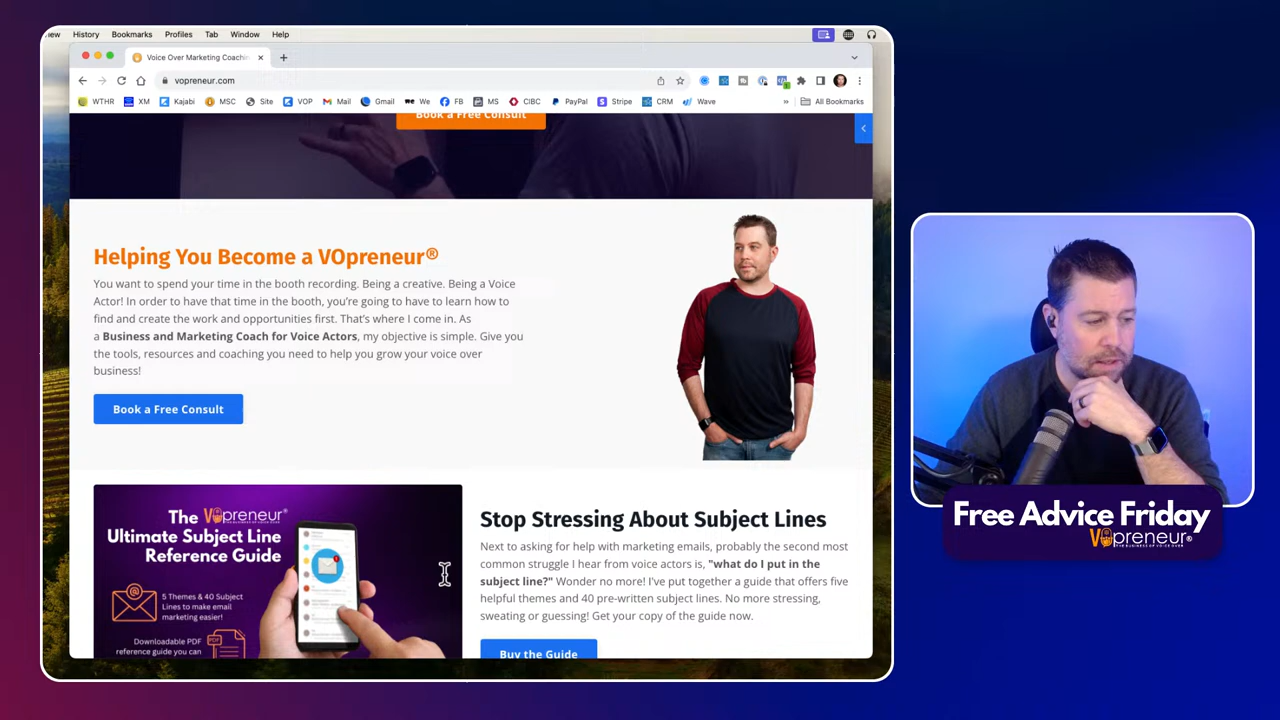 History Bookmarks Profiles Tab Window Help
Voice Over Marketing Coachin
vopreneur.com
WTHR XM Kajabi MSC Site VOP Mail Gmail We FB MS CIBC PayPal Stripe CRM Wave » All Bookmarks
Book a Free Consult
Helping You Become a VOpreneur®
You want to spend your time in the booth recording. Being a creative. Being a Voice
Actor! In order to have that time in the booth, you're going to have to learn how to
find and create the work and opportunities first. That's where I come in. As
a Business and Marketing Coach for Voice Actors, my objective is simple. Give you
the tools, resources and coaching you need to help you grow your voice over
business!
Book a Free Consult
The VOpreneur®
Ultimate Subject Line
Reference Guide
5 Themes & 40 Subject
Lines to make email
marketing easier!
Downloadable PDF
reference guide you can
Stop Stressing About Subject Lines
Next to asking for help with marketing emails, probably the second most
common struggle I hear from voice actors is, "what do I put in the
subject line?" Wonder no more! I've put together a guide that offers five
helpful themes and 40 pre-written subject lines. No more stressing,
sweating or guessing! Get your copy of the guide now.
Buy the Guide
Free Advice Friday
VOpreneur®